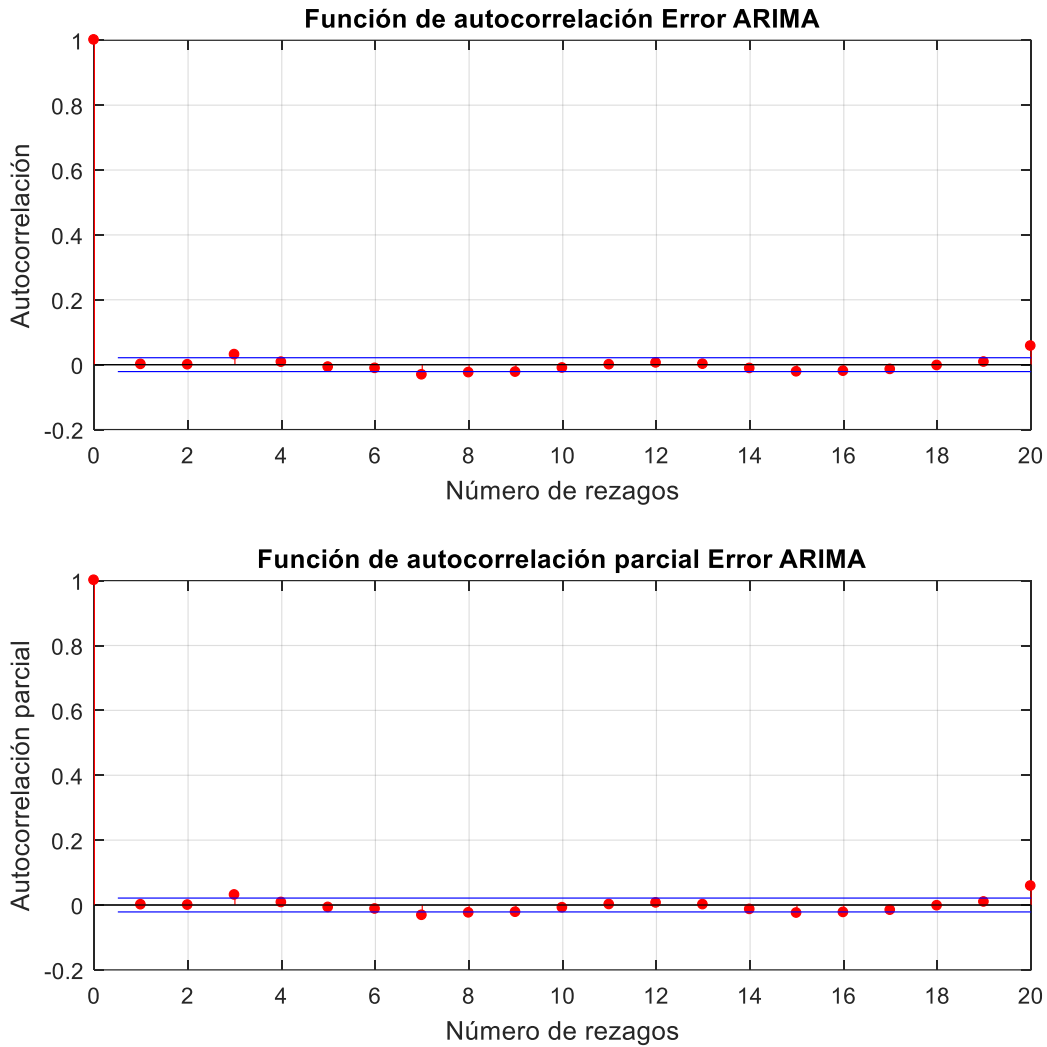 Función de autocorrelación Error ARIMA
Autocorrelación
1
0.8
0.6
0.4
0.2
0
-0.2
0 2 4 6 8 10 12 14 16 18 20
Número de rezagos
Función de autocorrelación parcial Error ARIMA
Autocorrelación parcial
1
0.8
0.6
0.4
0.2
0
-0.2
0 2 4 6 8 10 12 14 16 18 20
Número de rezagos